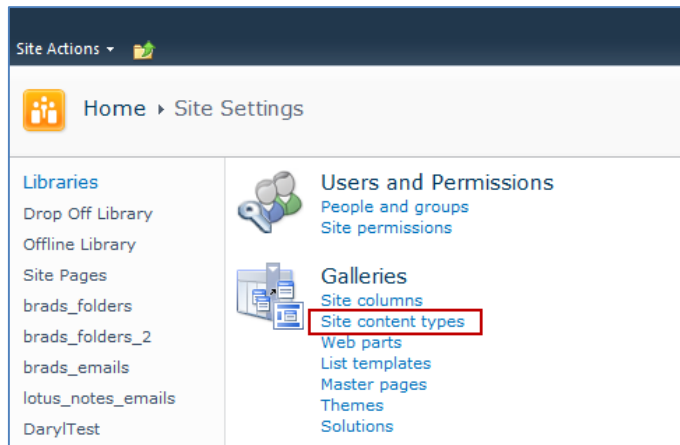 Site Actions
Home ▸ Site Settings
Libraries
Drop Off Library
Offline Library
Site Pages
brads_folders
brads_folders_2
brads_emails
lotus_notes_emails
DarylTest
Users and Permissions
People and groups
Site permissions
Galleries
Site columns
Site content types
Web parts
List templates
Master pages
Themes
Solutions